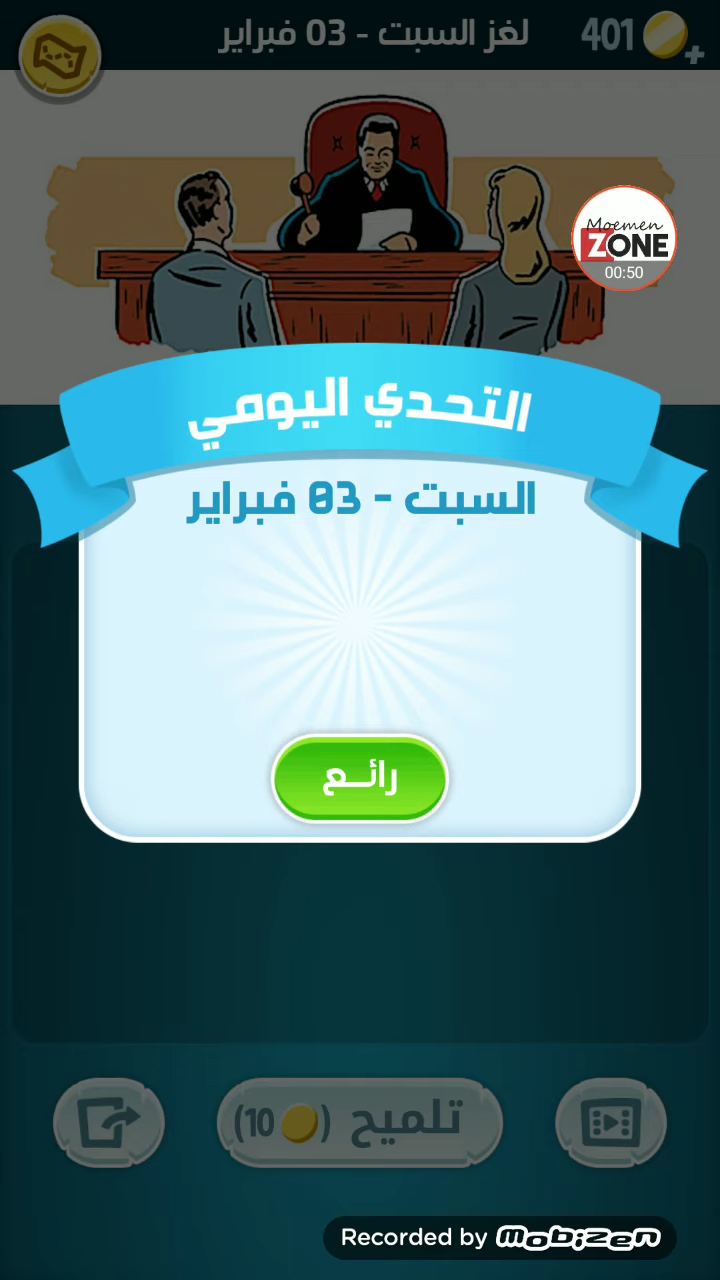 لغز السبت - 03 فبراير
401
Moemen
ZONE
00:50
التحدي اليومي
السبت - 03 فبراير
رائـع
تلميح (10)
Recorded by Mobizen